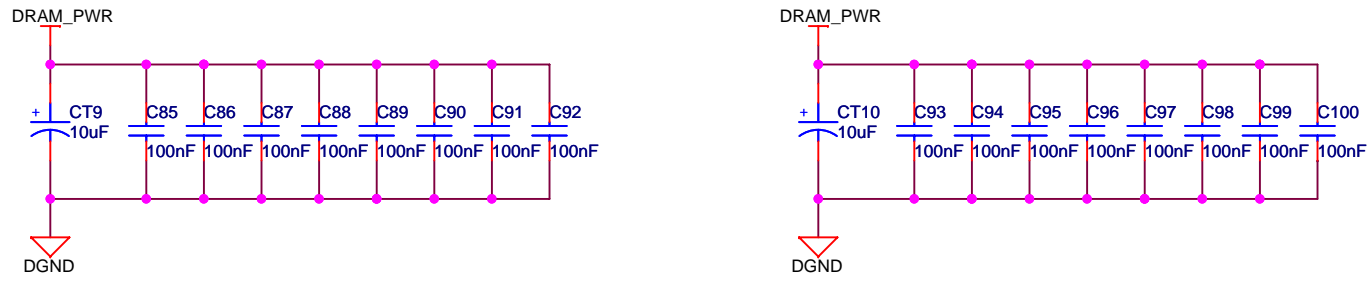 DRAM_PWR
DRAM_PWR
+ CT9 C85 C86 C87 C88 C89 C90 C91 C92
10uF
100nF 100nF 100nF 100nF 100nF 100nF 100nF 100nF
+ CT10 C93 C94 C95 C96 C97 C98 C99 C100
10uF
100nF 100nF 100nF 100nF 100nF 100nF 100nF 100nF
DGND
DGND